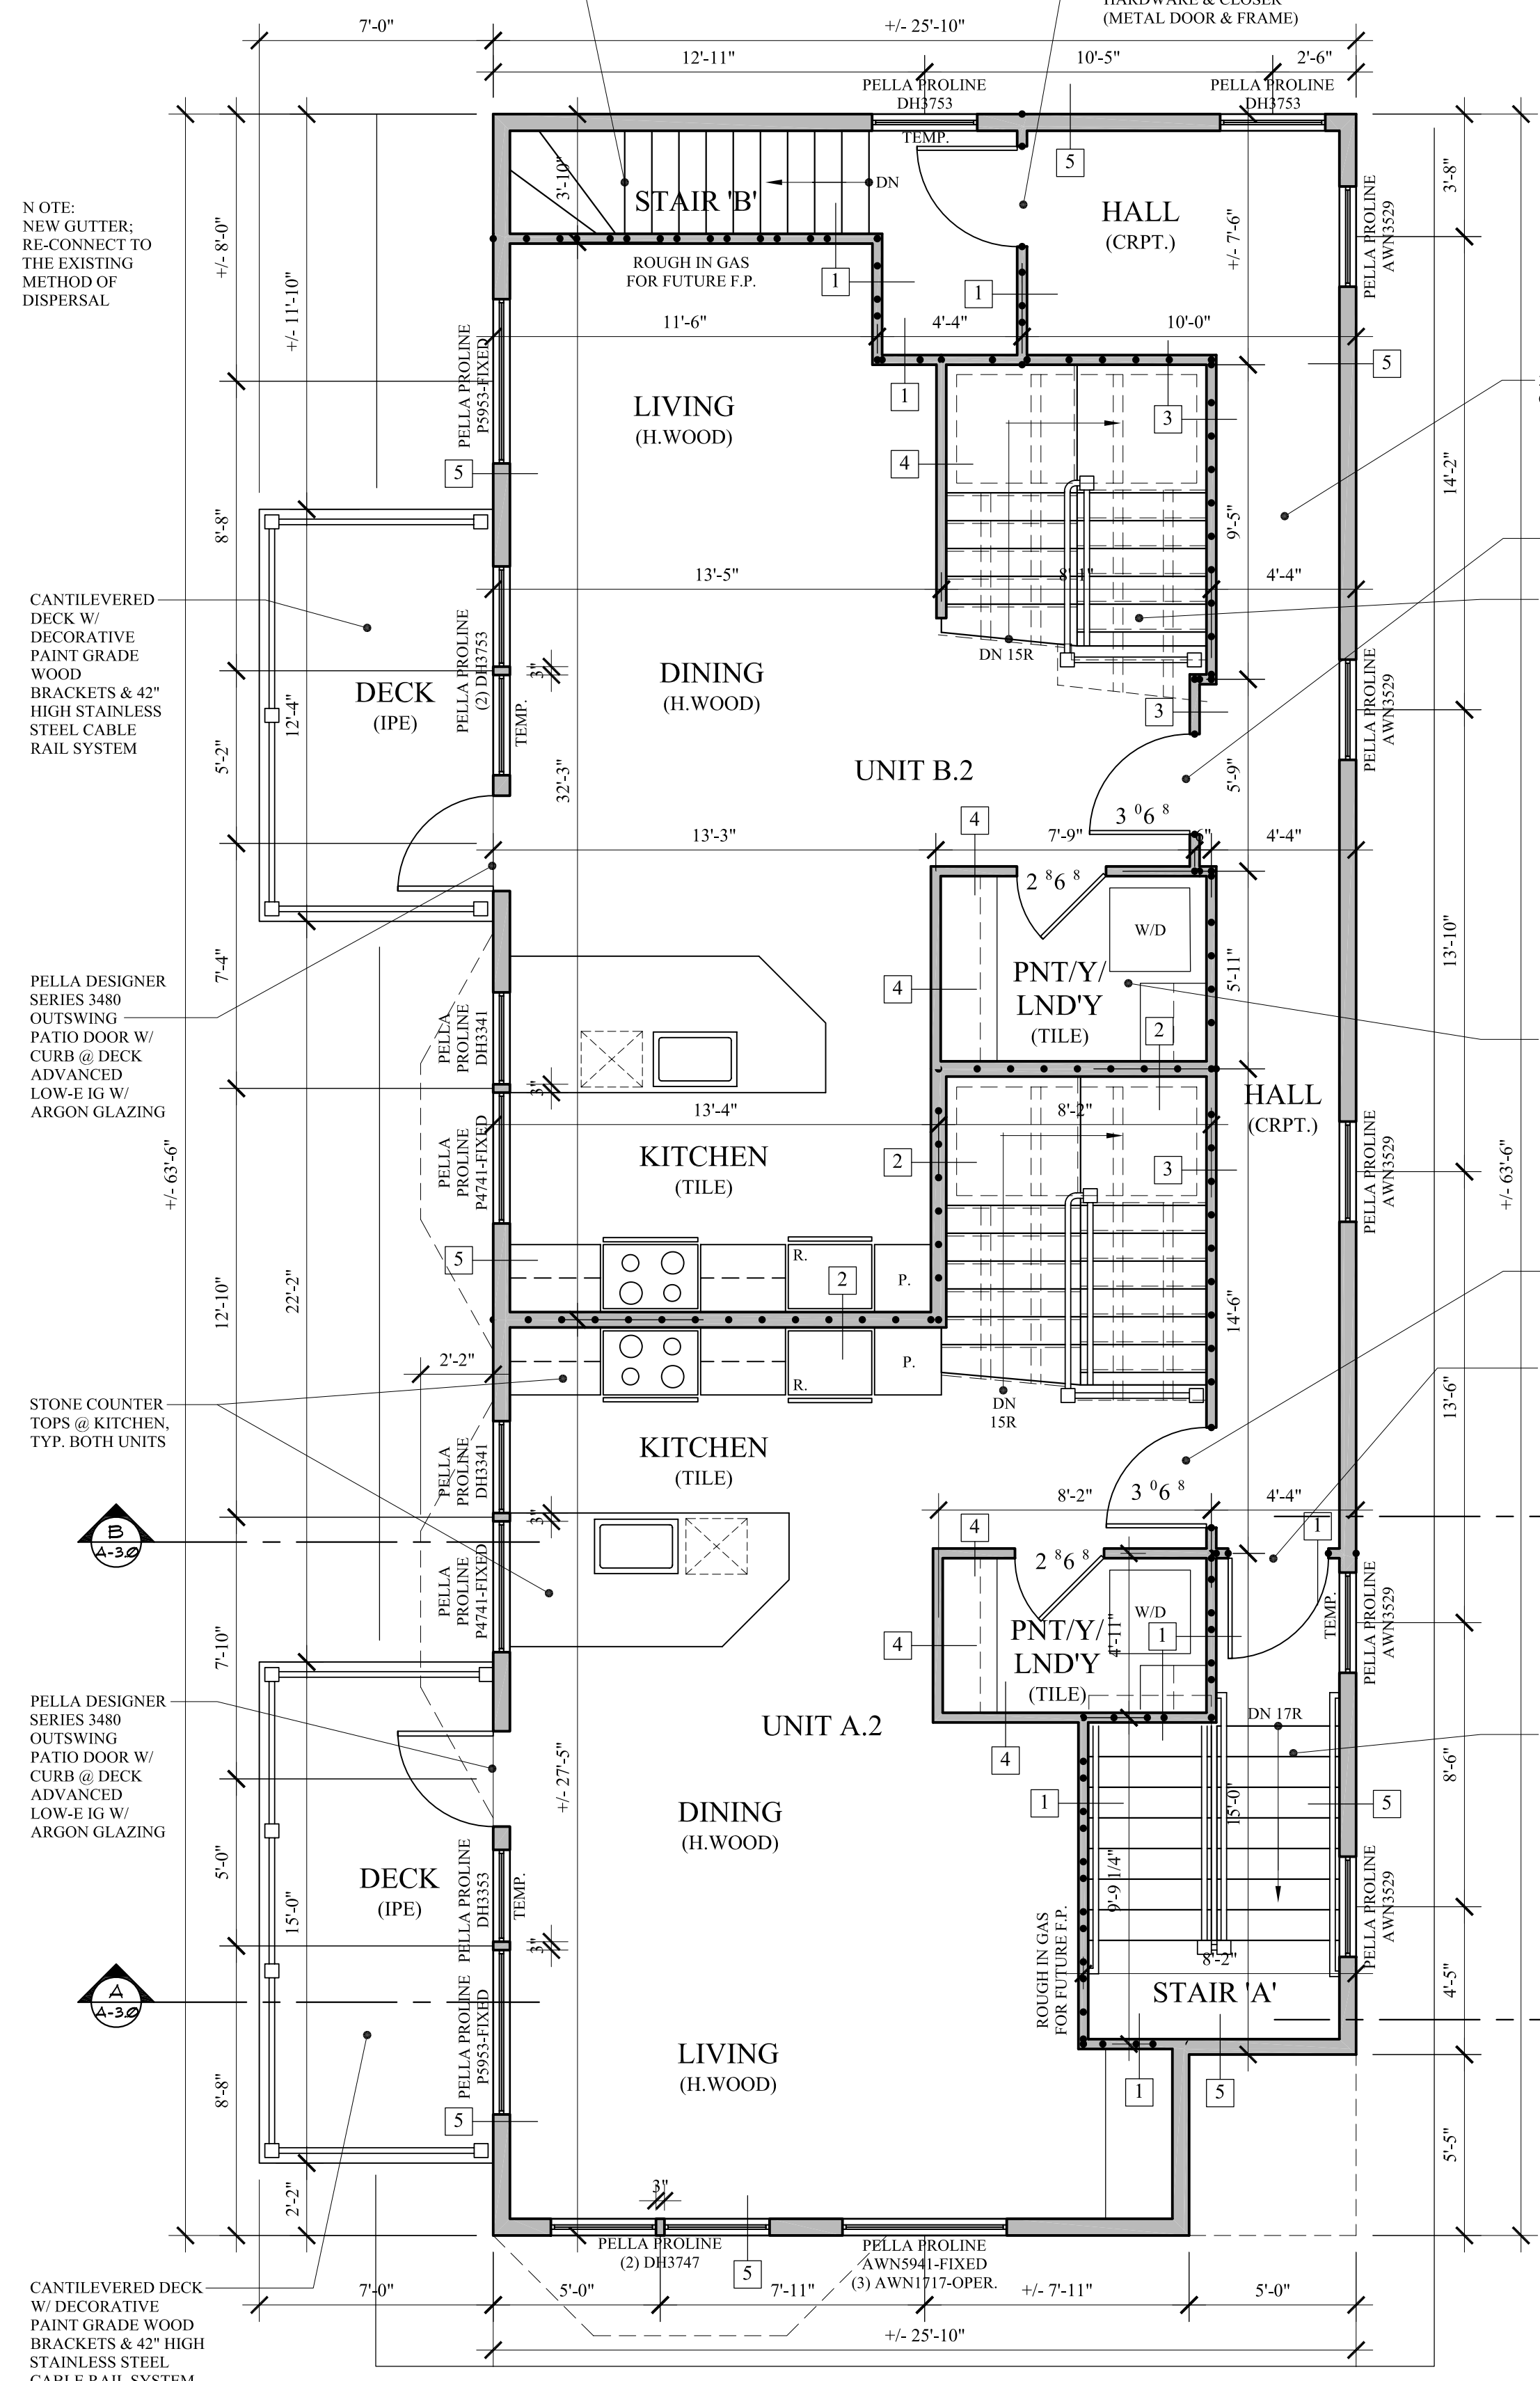 HARDWARE & CLOSER
(METAL DOOR & FRAME)
7'-0"
+/- 25'-10"
12'-11"
10'-5"
2'-6"
PELLA PROLINE
DH3753
PELLA PROLINE
DH3753
TEMP.
N OTE:
NEW GUTTER;
RE-CONNECT TO
THE EXISTING
METHOD OF
DISPERSAL
+/- 8'-0"
+/- 11'-10"
3'-10"
STAIR 'B'
DN
5
HALL
(CRPT.)
+/- 7'-6"
PELLA PROLINE
AWN3529
3'-8"
ROUGH IN GAS
FOR FUTURE F.P.
1
1
11'-6"
4'-4"
10'-0"
PELLA PROLINE
P5953-FIXED
5
LIVING
(H.WOOD)
1
3
5
4
14'-2"
8'-8"
9'-5"
13'-5"
8'-1"
4'-4"
CANTILEVERED
DECK W/
DECORATIVE
PAINT GRADE
WOOD
BRACKETS & 42"
HIGH STAINLESS
STEEL CABLE
RAIL SYSTEM
DECK
(IPE)
12'-4"
PELLA PROLINE
(2) DH3753
TEMP.
3"
DINING
(H.WOOD)
DN 15R
3
PELLA PROLINE
AWN3529
5'-2"
32'-3"
UNIT B.2
5'-9"
3 0 6 8
4
13'-3"
7'-9"
6"
4'-4"
2 8 6 8
W/D
7'-4"
PELLA DESIGNER
SERIES 3480
OUTSWING
PATIO DOOR W/
CURB @ DECK
ADVANCED
LOW-E IG W/
ARGON GLAZING
4
PNT/Y/
LND'Y
(TILE)
5'-11"
2
13'-10"
PELLA
PROLINE
DH3341
3"
13'-4"
8'-2"
HALL
(CRPT.)
PELLA PROLINE
AWN3529
+/- 63'-6"
+/- 63'-6"
PELLA
PROLINE
P4741-FIXED
KITCHEN
(TILE)
2
3
5
R.
2
P.
12'-10"
22'-2"
14'-6"
2'-2"
R.
P.
STONE COUNTER
TOPS @ KITCHEN,
TYP. BOTH UNITS
DN
15R
13'-6"
PELLA
PROLINE
DH3341
KITCHEN
(TILE)
8'-2"
3 0 6 8
4'-4"
3"
4
1
B
A-3.0
2 8 6 8
W/D
PELLA
PROLINE
P4741-FIXED
TEMP.
PELLA PROLINE
AWN3529
7'-10"
4
PNT/Y/
LND'Y
(TILE)
4'-11"
1
PELLA DESIGNER
SERIES 3480
OUTSWING
PATIO DOOR W/
CURB @ DECK
ADVANCED
LOW-E IG W/
ARGON GLAZING
UNIT A.2
DN 17R
4
8'-6"
+/- 27'-5"
DINING
(H.WOOD)
1
15'-0"
5
5'-0"
DECK
(IPE)
15'-0"
PELLA PROLINE
DH3353
TEMP.
3"
9'-9 1/4"
PELLA PROLINE
AWN3529
ROUGH IN GAS
FOR FUTURE F.P.
8'-2"
A
A-3.0
PELLA PROLINE
P5953-FIXED
STAIR 'A'
4'-5"
LIVING
(H.WOOD)
8'-8"
5
1
5
5'-5"
2'-2"
3"
PELLA PROLINE
(2) DH3747
5
PELLA PROLINE
AWN5941-FIXED
(3) AWN1717-OPER.
CANTILEVERED DECK
W/ DECORATIVE
PAINT GRADE WOOD
BRACKETS & 42" HIGH
STAINLESS STEEL
CABLE RAIL SYSTEM
7'-0"
5'-0"
7'-11"
+/- 7'-11"
5'-0"
+/- 25'-10"